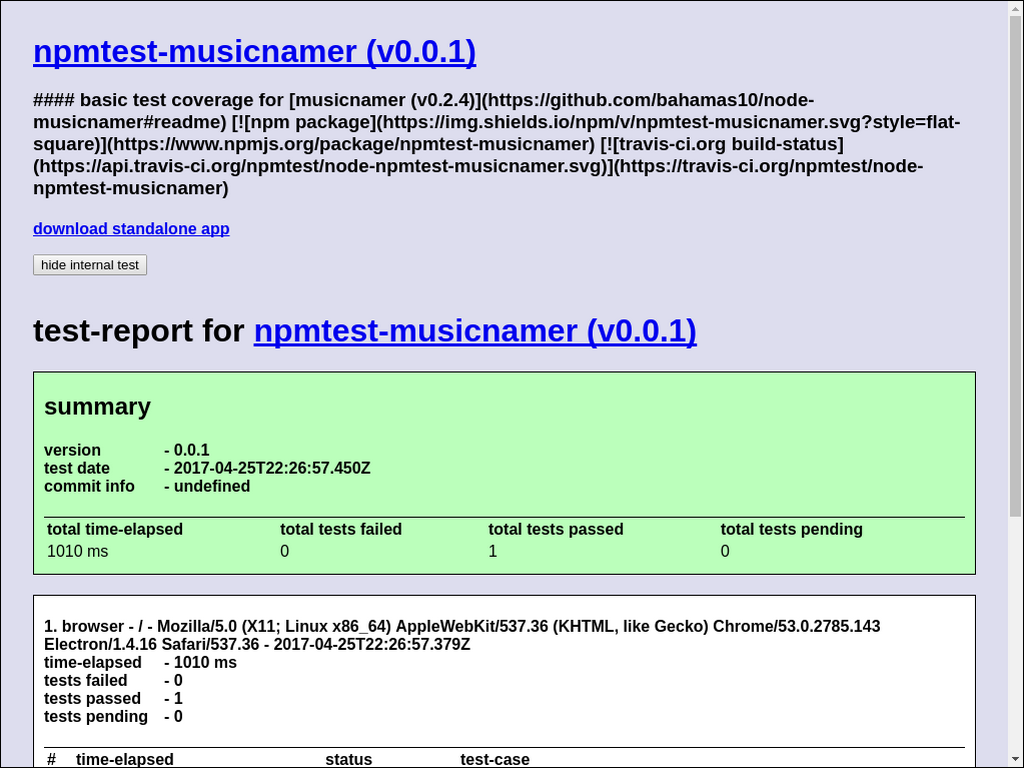 npmtest-musicnamer (v0.0.1)
#### basic test coverage for [musicnamer (v0.2.4)](https://github.com/bahamas10/node-
musicnamer#readme) [![npm package](https://img.shields.io/npm/v/npmtest-musicnamer.svg?style=flat-
square)](https://www.npmjs.org/package/npmtest-musicnamer) [![travis-ci.org build-status]
(https://api.travis-ci.org/npmtest/node-npmtest-musicnamer.svg)](https://travis-ci.org/npmtest/node-
npmtest-musicnamer)
download standalone app
hide internal test
test-report for npmtest-musicnamer (v0.0.1)
summary
version - 0.0.1
test date - 2017-04-25T22:26:57.450Z
commit info - undefined
total time-elapsed total tests failed total tests passed total tests pending
1010 ms 0 1 0
1. browser - / - Mozilla/5.0 (X11; Linux x86_64) AppleWebKit/537.36 (KHTML, like Gecko) Chrome/53.0.2785.143
Electron/1.4.16 Safari/537.36 - 2017-04-25T22:26:57.379Z
time-elapsed - 1010 ms
tests failed - 0
tests passed - 1
tests pending - 0
# time-elapsed status test-case